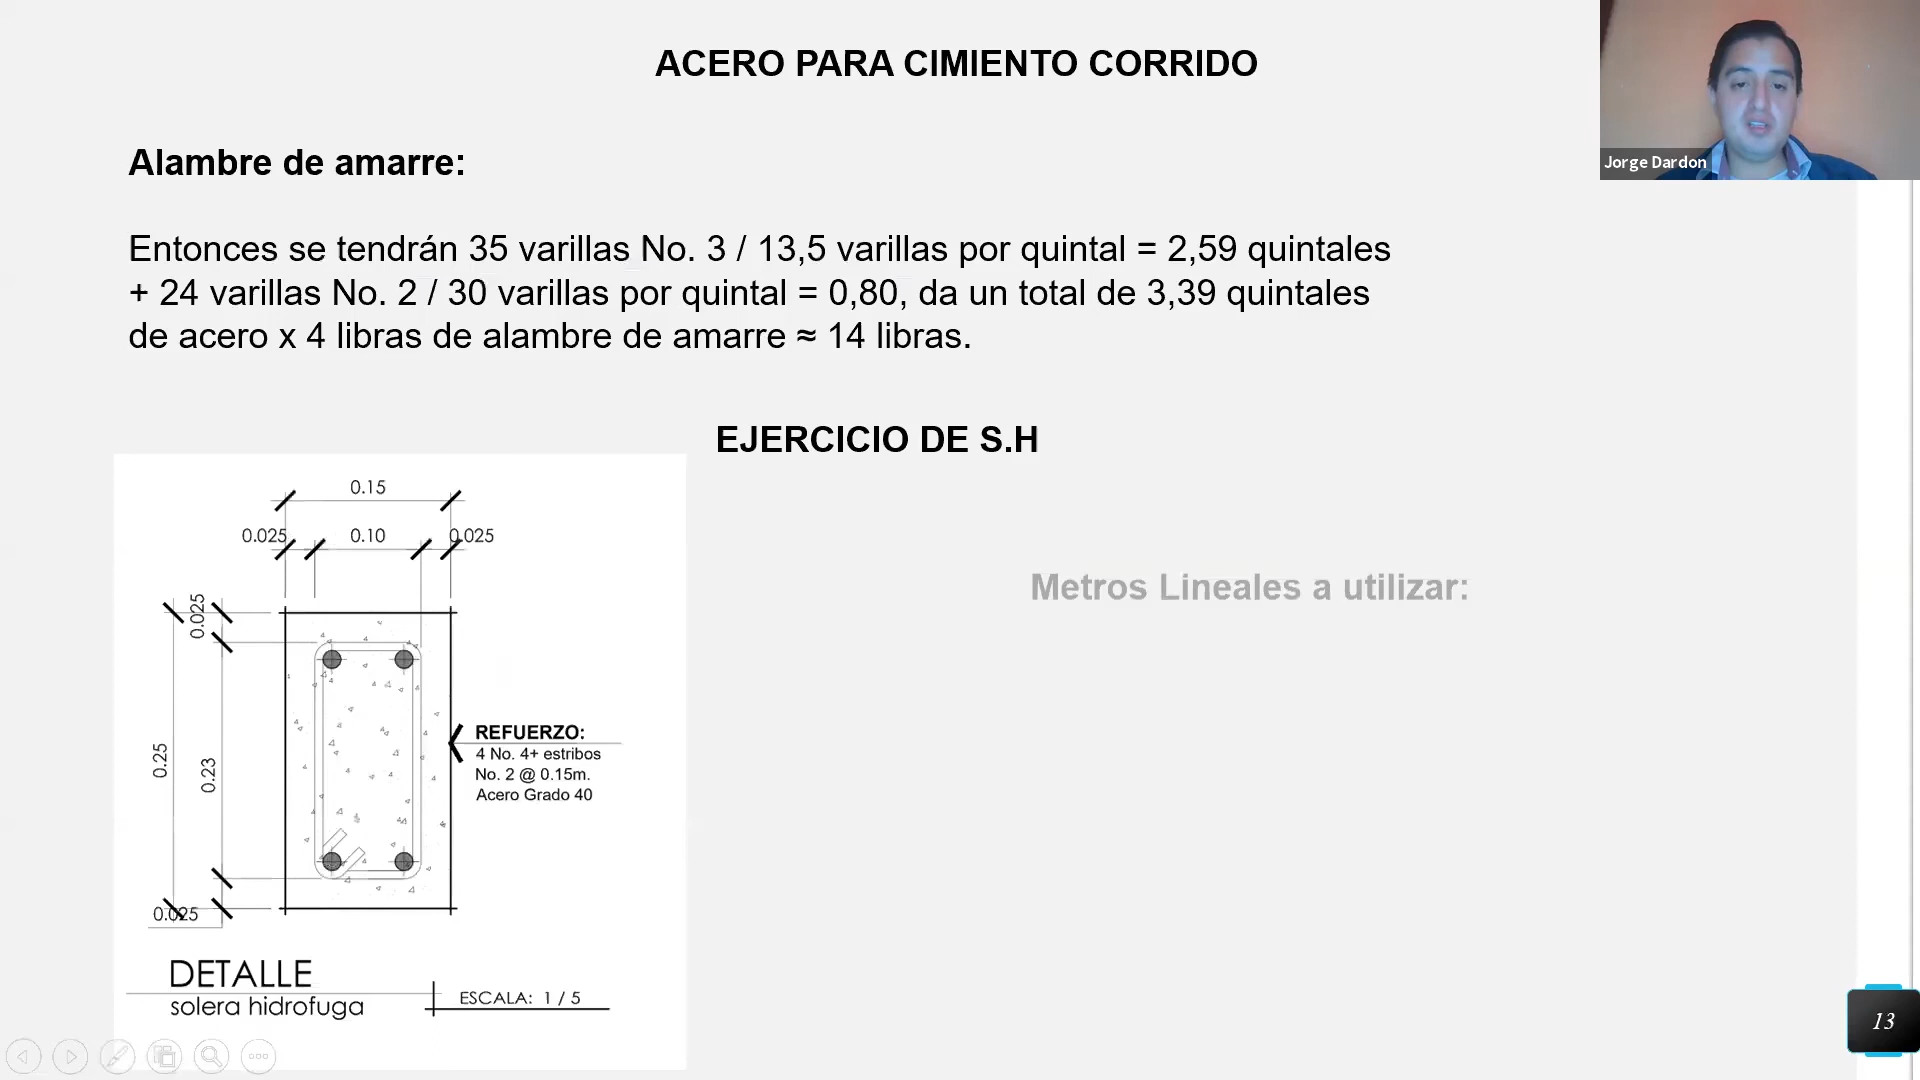 ACERO PARA CIMIENTO CORRIDO
Jorge Dardon
Alambre de amarre:
Entonces se tendrán 35 varillas No. 3 / 13,5 varillas por quintal = 2,59 quintales
+ 24 varillas No. 2 / 30 varillas por quintal = 0,80, da un total de 3,39 quintales
de acero x 4 libras de alambre de amarre ≈ 14 libras.
EJERCICIO DE S.H
0.15
0.025
0.10
0.025
Metros Lineales a utilizar:
0.025
0.25
0.23
REFUERZO:
4 No. 4+ estribos
No. 2 @ 0.15m.
Acero Grado 40
0.025
DETALLE
solera hidrofuga
ESCALA: 1 / 5
13